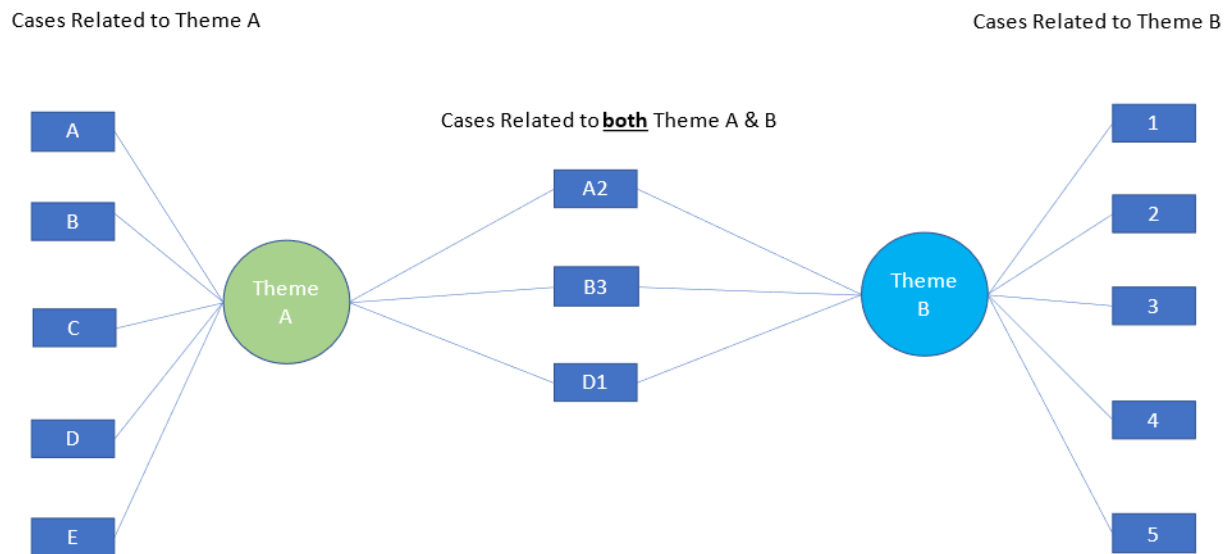 Cases Related to Theme A
Cases Related to Theme B
Cases Related to both Theme A & B
A
B
C
D
E
Theme
A
A2
B3
D1
Theme
B
1
2
3
4
5